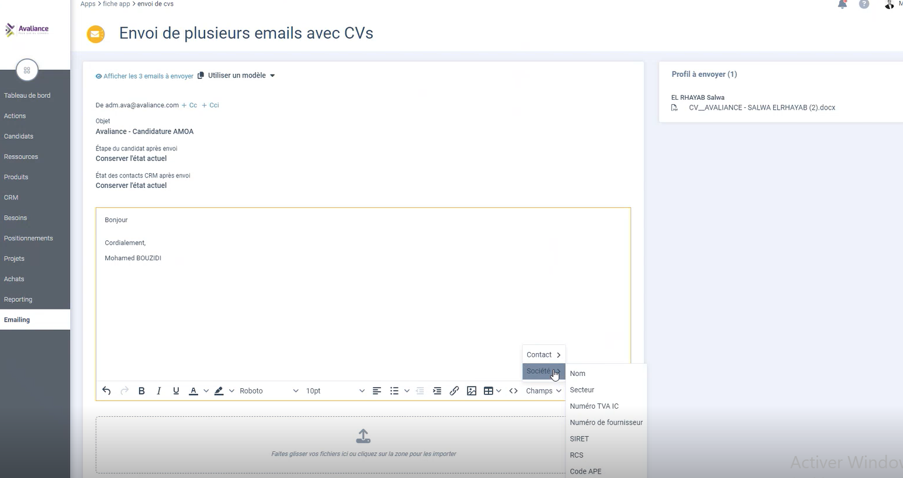 Apps > fiche app > envoi de cvs
Avaliance
Envoi de plusieurs emails avec CVs
Afficher les 3 emails à envoyer Utiliser un modèle
De adm.ava@avaliance.com + Cc + Cci
Objet
Avaliance - Candidature AMOA
Étape du candidat après envoi
Conserver l'état actuel
État des contacts CRM après envoi
Conserver l'état actuel
Bonjour
Cordialement,
Mohamed BOUZIDI
Contact
Société
Nom
Secteur
Numéro TVA IC
Numéro de fournisseur
SIRET
RCS
Code APE
B I U A Roboto 10pt Champs
Faites glisser vos fichiers ici ou cliquez sur la zone pour les importer
Profil à envoyer (1)
EL RHAYAB Salwa
CV__AVALIANCE - SALWA ELRHAYAB (2).docx
Tableau de bord
Actions
Candidats
Ressources
Produits
CRM
Besoins
Positionnements
Projets
Achats
Reporting
Emailing
Activer Window